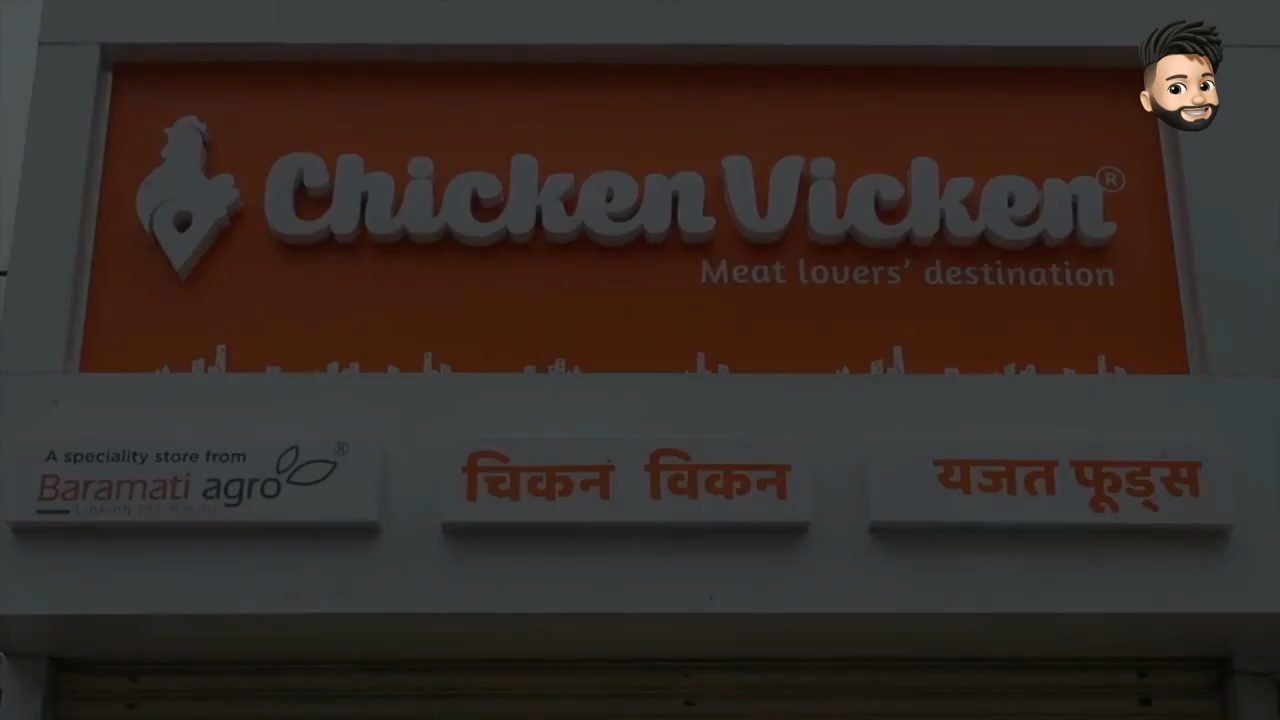 Chicken Vicken®
Meat lovers' destination
A speciality store from
Baramati agro®
चिकन विकन
यजत फूड्स